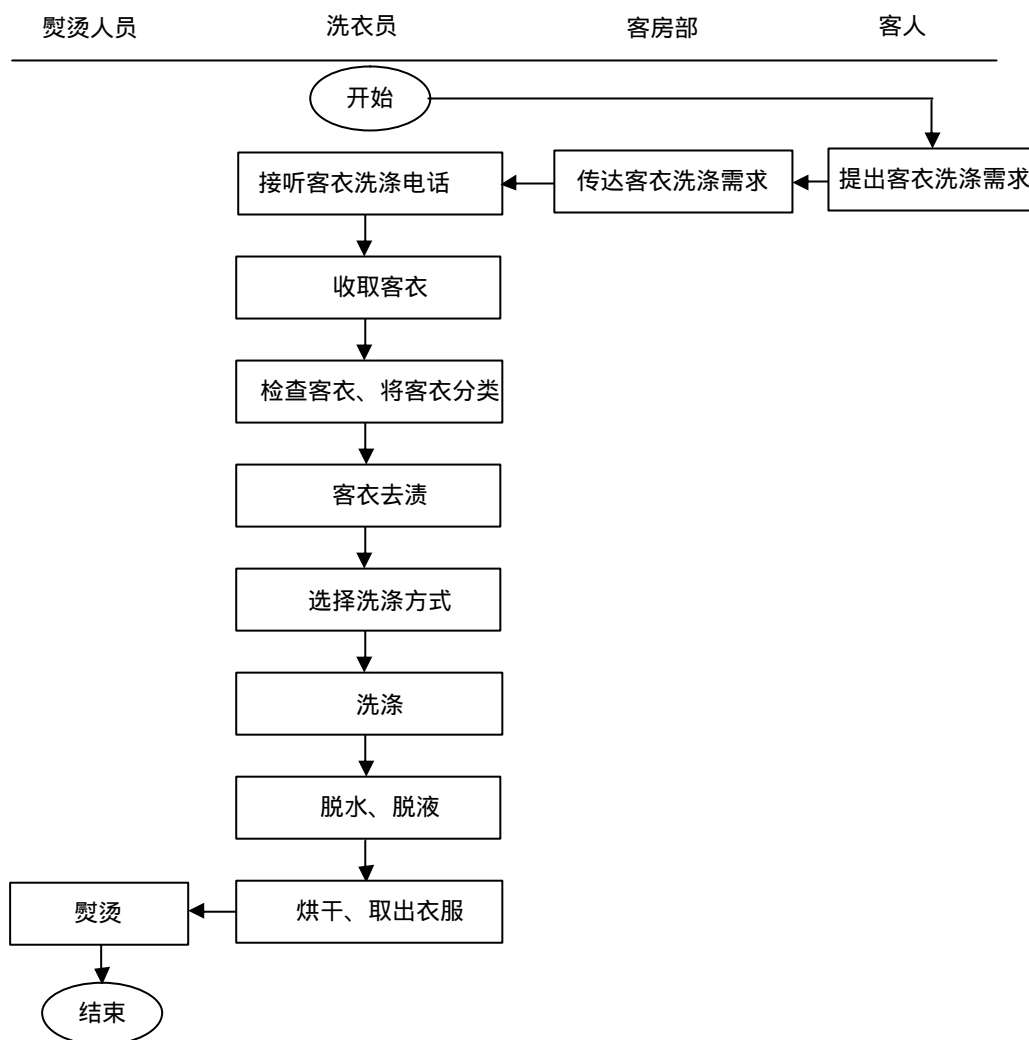 熨烫人员 洗衣员 客房部 客人
开始
接听客衣洗涤电话 传达客衣洗涤需求 提出客衣洗涤需求
收取客衣
检查客衣、将客衣分类
客衣去渍
选择洗涤方式
洗涤
脱水、脱液
熨烫 烘干、取出衣服
结束